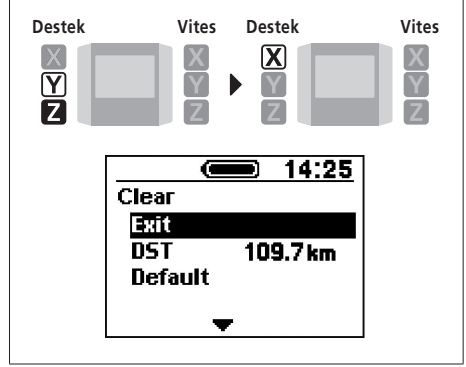 Destek Vites Destek Vites
X X X X
Y Y Y Y
Z Z Z Z
14:25
Clear
Exit
DST 109.7 km
Default